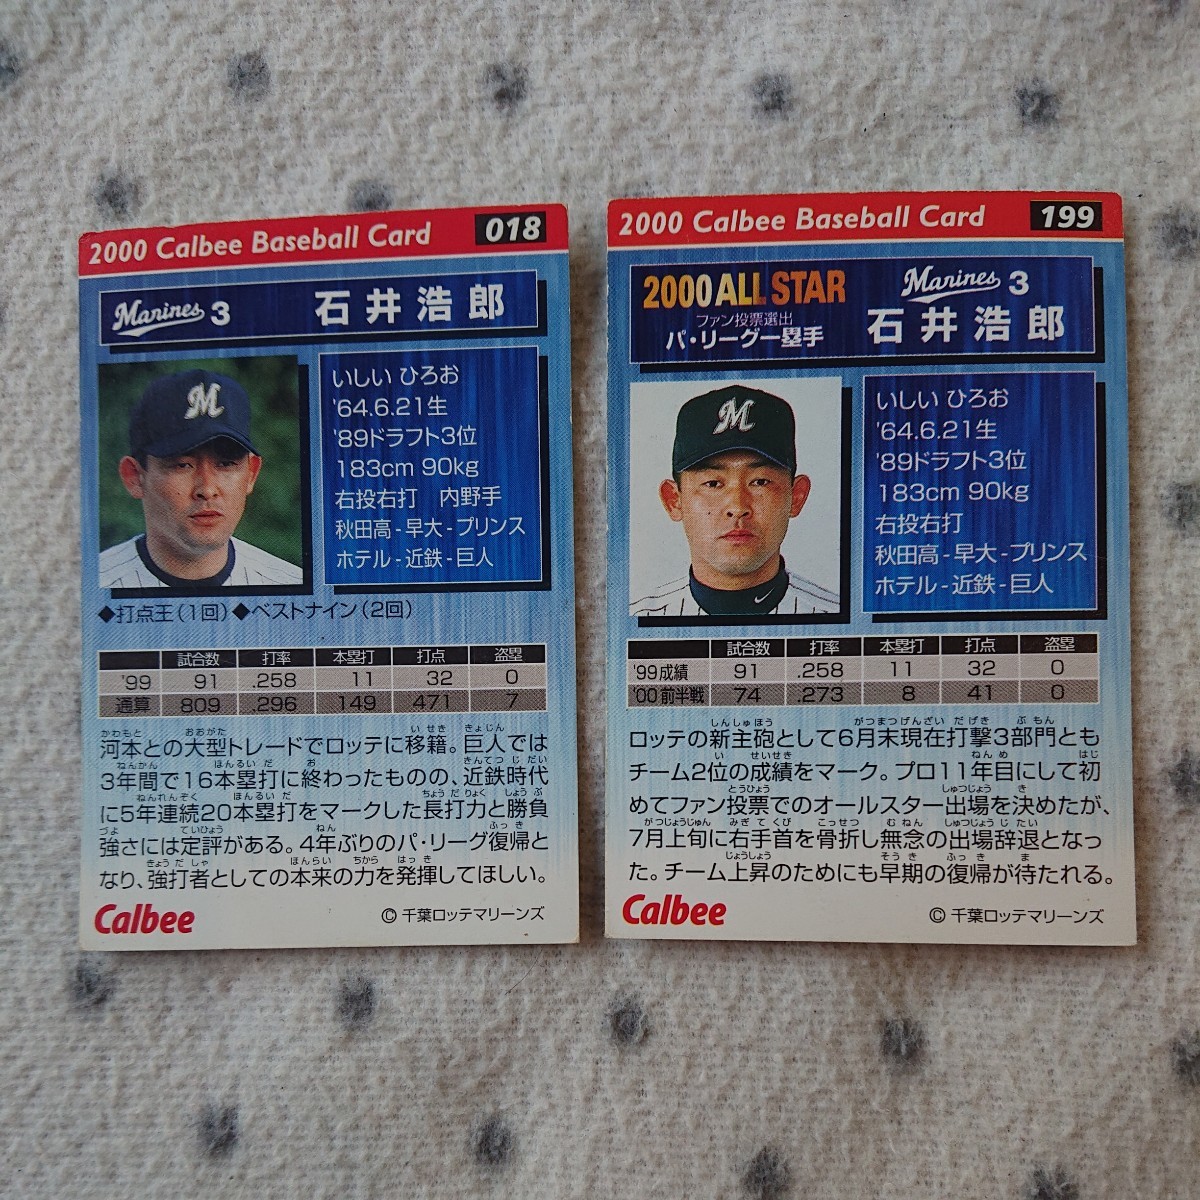 2000 Calbee Baseball Card 018
Marines 3 石井浩郎
いしい ひろお
'64.6.21生
'89ドラフト3位
183cm 90kg
右投右打 内野手
秋田高-早大-プリンス
ホテル-近鉄-巨人
◆打点王(1回)◆ベストナイン(2回)
試合数 打率 本塁打 打点 盗塁
'99 91 .258 11 32 0
通算 809 .296 149 471 7
河本との大型トレードでロッテに移籍。巨人では
3年間で16本塁打に終わったものの、近鉄時代
に5年連続20本塁打をマークした長打力と勝負
強さには定評がある。4年ぶりのパ・リーグ復帰と
なり、強打者としての本来の力を発揮してほしい。
Calbee
© 千葉ロッテマリーンズ
2000 Calbee Baseball Card 199
2000 ALL STAR
ファン投票選出
パ・リーグ一塁手
Marines 3
石井浩郎
いしい ひろお
'64.6.21生
'89ドラフト3位
183cm 90kg
右投右打
秋田高-早大-プリンス
ホテル-近鉄-巨人
試合数 打率 本塁打 打点 盗塁
'99成績 91 .258 11 32 0
'00前半戦 74 .273 8 41 0
ロッテの新主砲として6月末現在打撃3部門とも
チーム2位の成績をマーク。プロ11年目にして初
めてファン投票でのオールスター出場を決めたが、
7月上旬に右手首を骨折し無念の出場辞退となっ
た。チーム上昇のためにも早期の復帰が待たれる。
Calbee
© 千葉ロッテマリーンズ